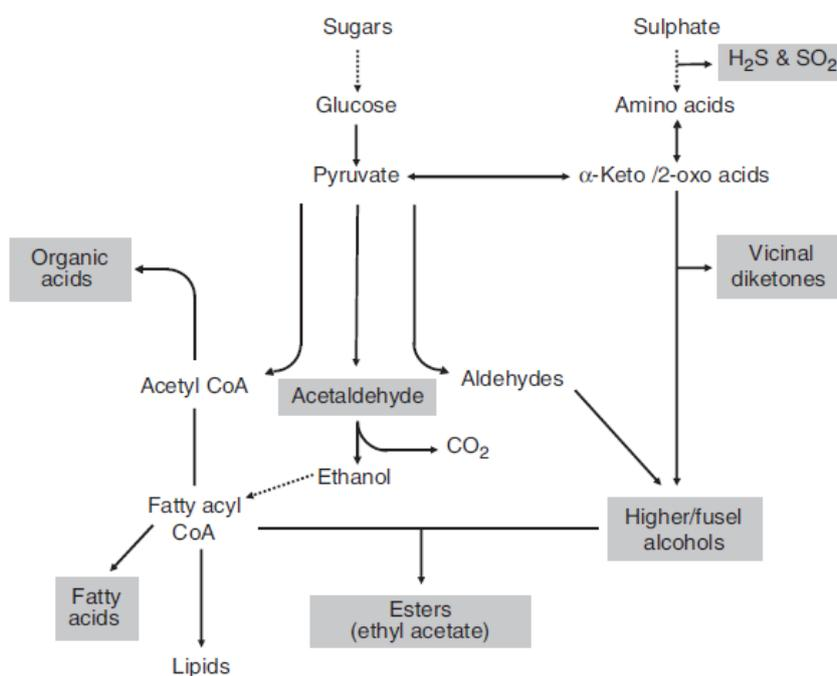 Sugars
Sulphate
H₂S & SO₂
Glucose
Amino acids
Pyruvate
α-Keto /2-oxo acids
Organic
acids
Vicinal
diketones
Acetyl CoA
Acetaldehyde
Aldehydes
CO₂
Ethanol
Fatty acyl
CoA
Higher/fusel
alcohols
Fatty
acids
Esters
(ethyl acetate)
Lipids